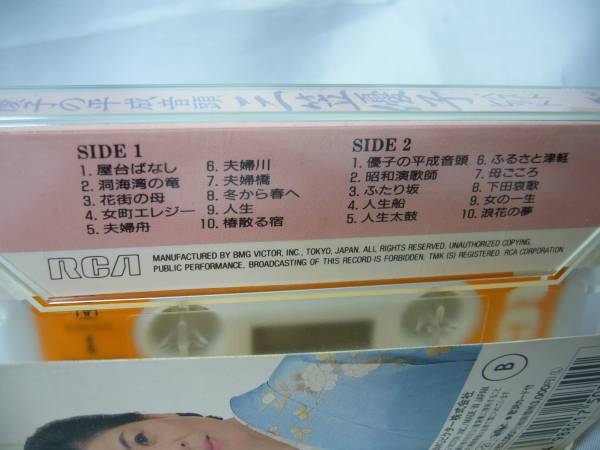 優子の平成音頭 三笠優子
SIDE 1
1. 屋台ばなし
2. 洞海湾の竜
3. 花街の母
4. 女町エレジー
5. 夫婦舟
6. 夫婦川
7. 夫婦橋
8. 冬から春へ
9. 人生
10. 椿散る宿
SIDE 2
1. 優子の平成音頭
2. 昭和演歌師
3. ふたり坂
4. 人生船
5. 人生太鼓
6. ふるさと津軽
7. 母ごころ
8. 下田哀歌
9. 女の一生
10. 浪花の夢
RCA
MANUFACTURED BY BMG VICTOR, INC., TOKYO, JAPAN. ALL RIGHTS RESERVED. UNAUTHORIZED COPYING,
PUBLIC PERFORMANCE, BROADCASTING OF THIS RECORD IS FORBIDDEN. TMK (S) REGISTERED. RCA CORPORATION
B